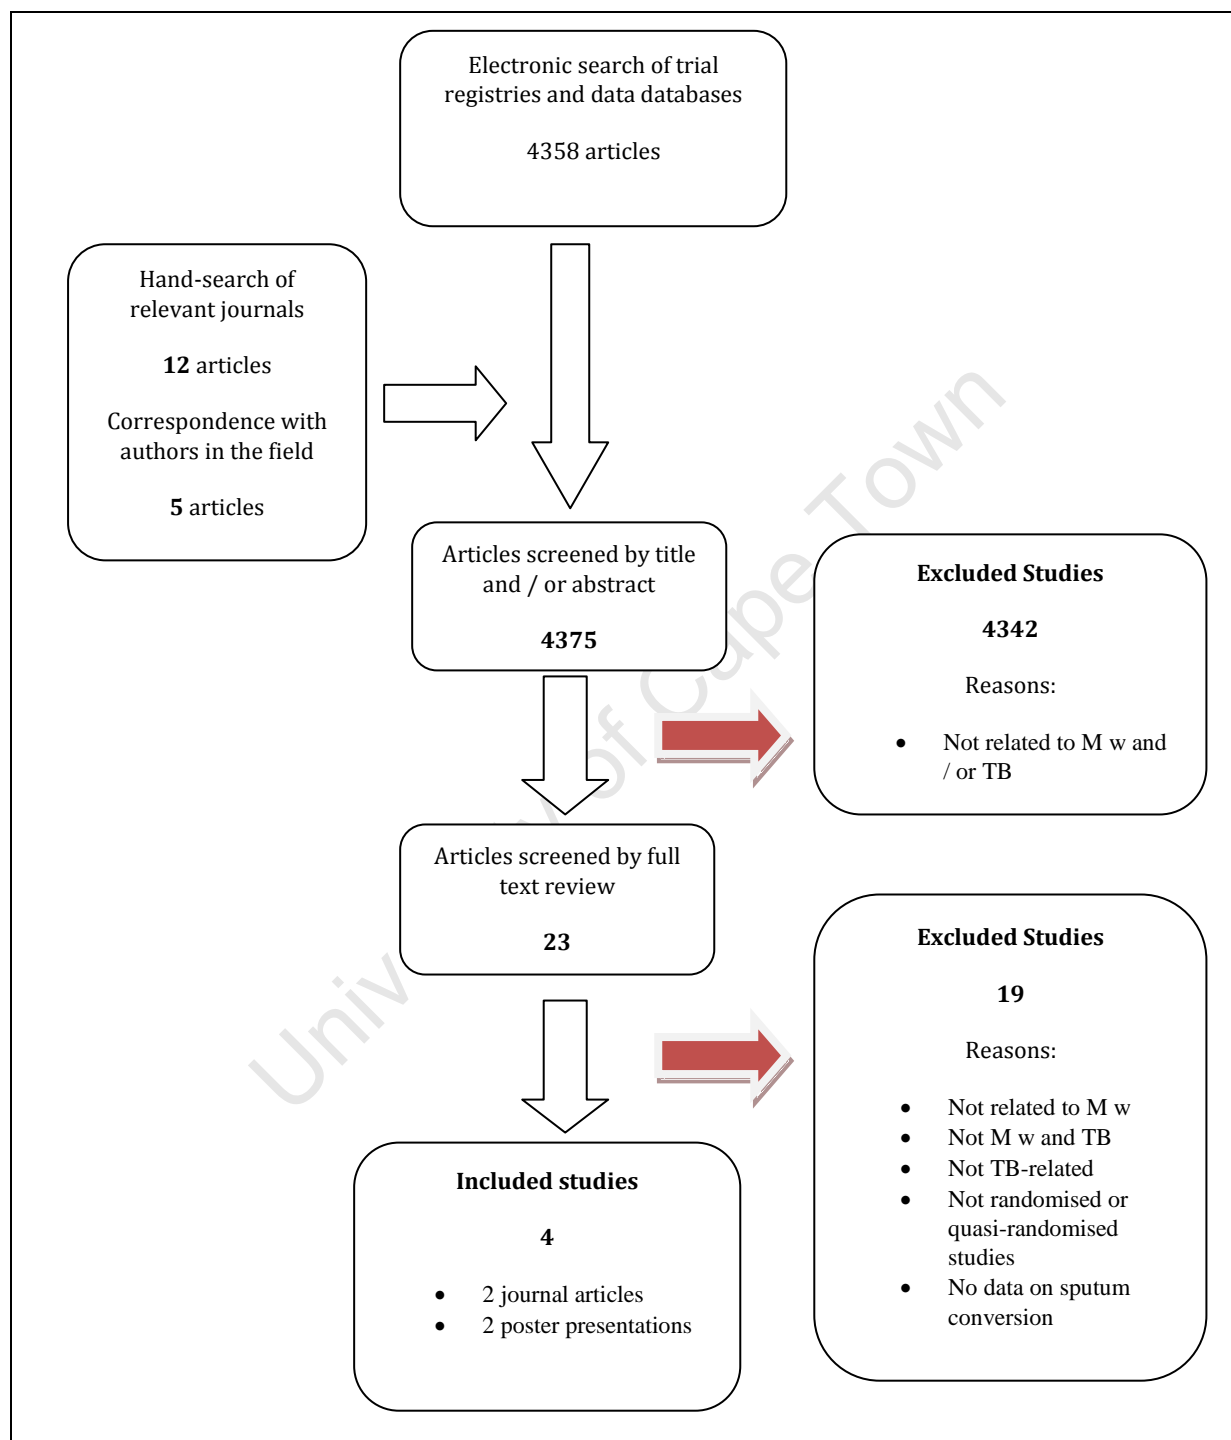 Electronic search of trial
registries and data databases
4358 articles
Hand-search of
relevant journals
12 articles
Correspondence with
authors in the field
5 articles
Articles screened by title
and / or abstract
4375
Excluded Studies
4342
Reasons:
• Not related to M w and
/ or TB
Articles screened by full
text review
23
Excluded Studies
19
Reasons:
• Not related to M w
• Not M w and TB
• Not TB-related
• Not randomised or
quasi-randomised
studies
• No data on sputum
conversion
Included studies
4
• 2 journal articles
• 2 poster presentations
Univ y of Cape Town